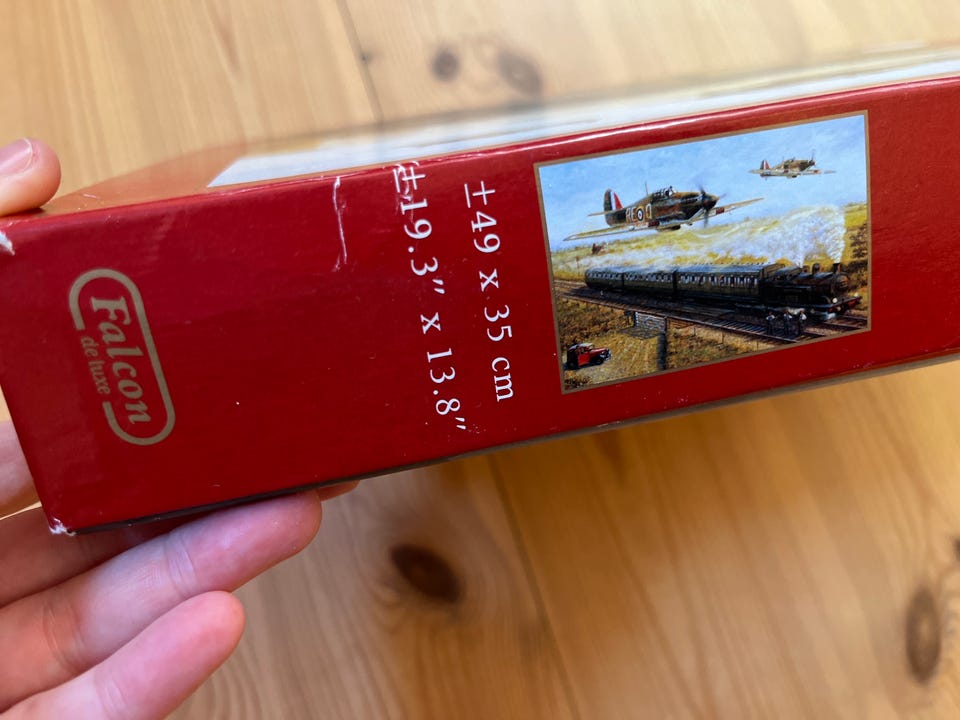 ±49 x 35 cm
±19.3" x 13.8"
Falcon
de luxe